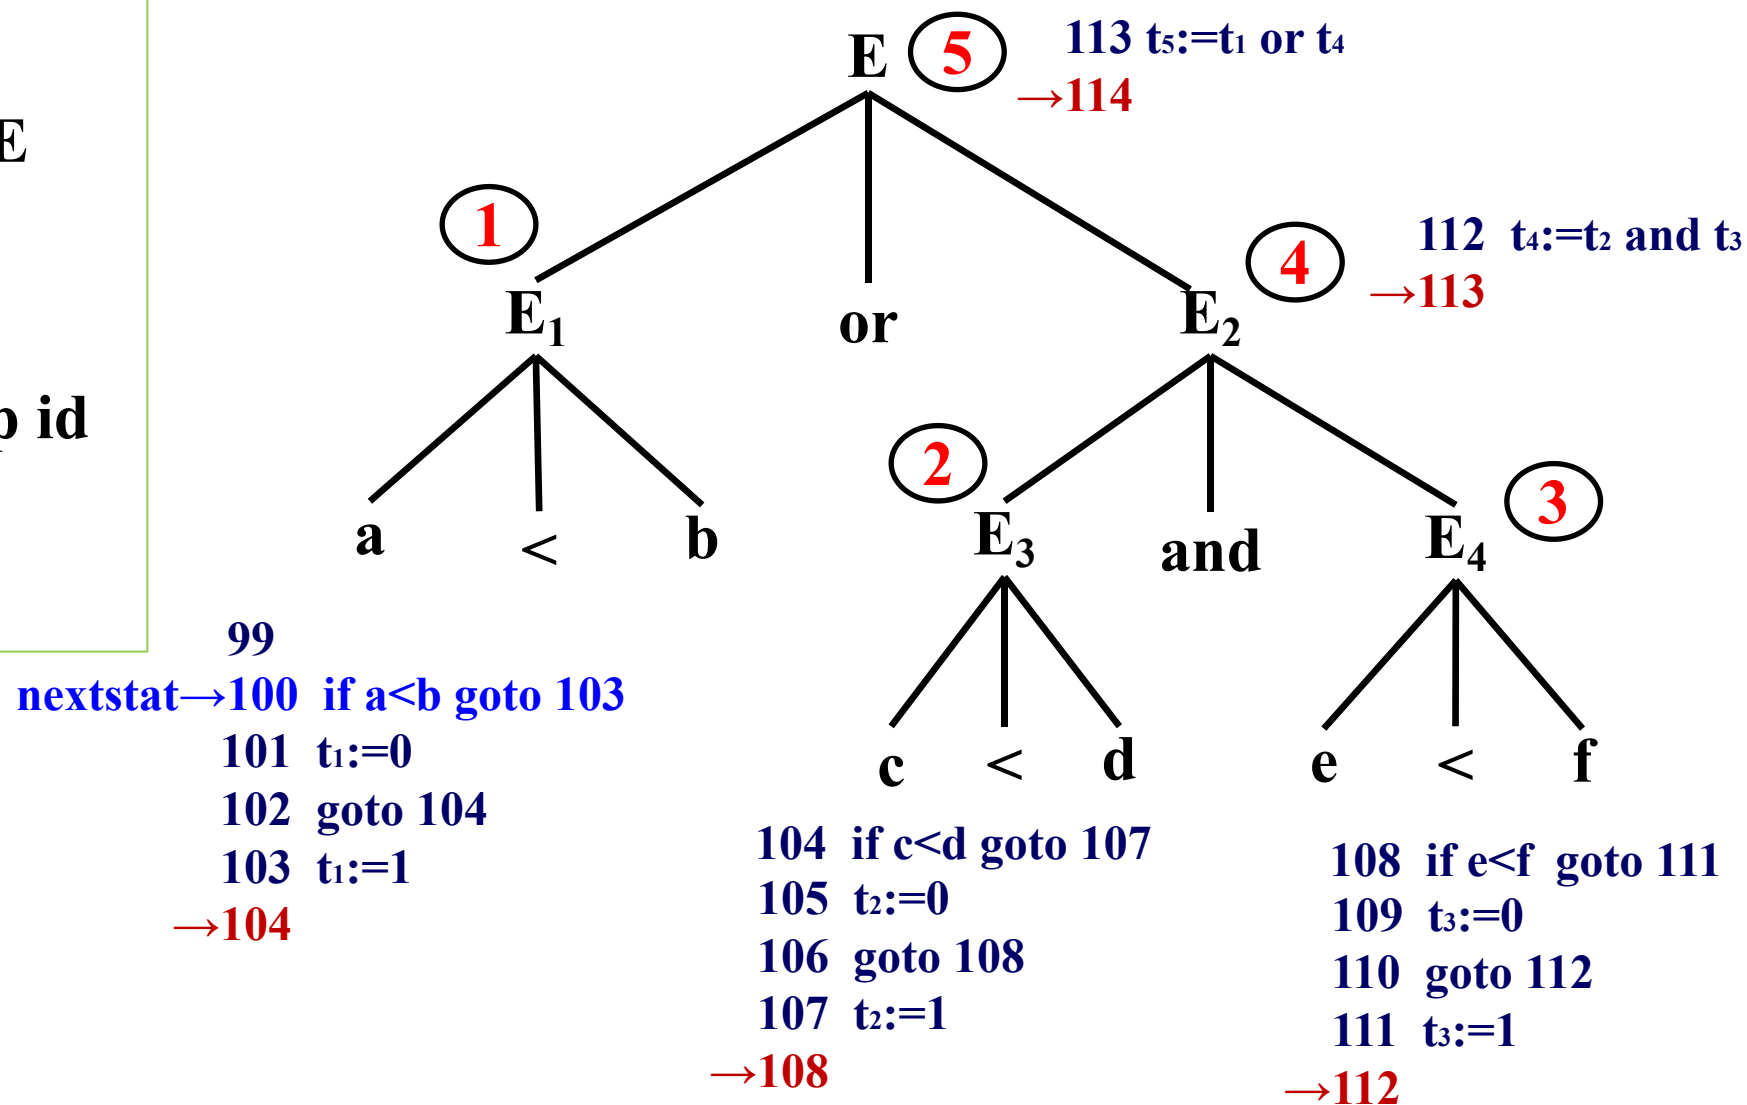 E
p id
E 5 113 t₅:=t₁ or t₄
→114
1
E₁
or
4 112 t₄:=t₂ and t₃
→113
E₂
a < b
2
E₃
and
3
E₄
c < d
e < f
99
nextstat→100 if a<b goto 103
101 t₁:=0
102 goto 104
103 t₁:=1
→104
104 if c<d goto 107
105 t₂:=0
106 goto 108
107 t₂:=1
→108
108 if e<f goto 111
109 t₃:=0
110 goto 112
111 t₃:=1
→112